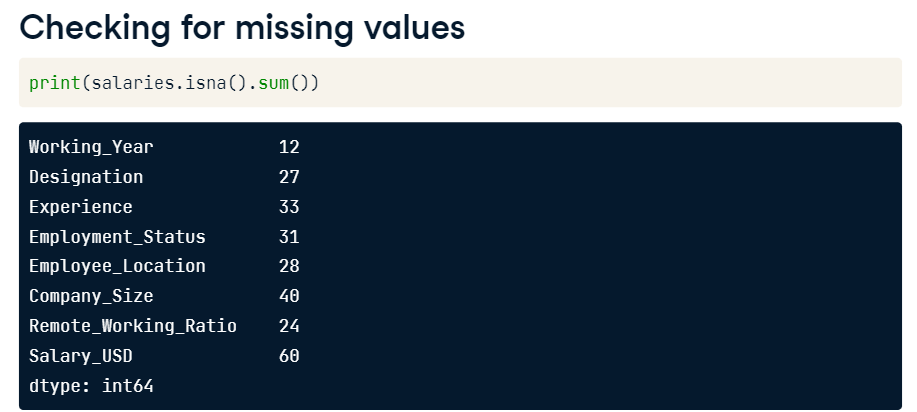 Checking for missing values
print(salaries.isna().sum())
Working_Year 12
Designation 27
Experience 33
Employment_Status 31
Employee_Location 28
Company_Size 40
Remote_Working_Ratio 24
Salary_USD 60
dtype: int64